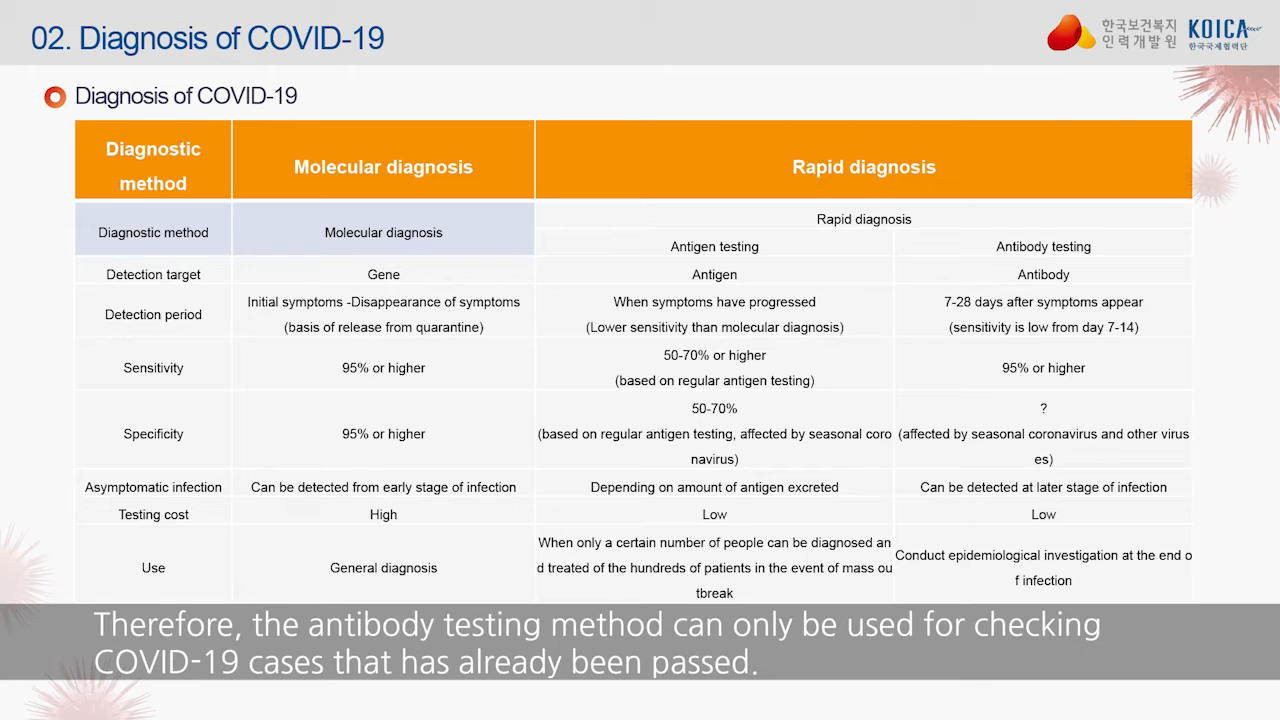 02. Diagnosis of COVID-19
한국보건복지
인력개발원
KOICA
한국국제협력단
Diagnosis of COVID-19
Diagnostic
method
Molecular diagnosis
Rapid diagnosis
Diagnostic method
Molecular diagnosis
Rapid diagnosis
Antigen testing
Antibody testing
Detection target
Gene
Antigen
Antibody
Detection period
Initial symptoms -Disappearance of symptoms
(basis of release from quarantine)
When symptoms have progressed
(Lower sensitivity than molecular diagnosis)
7-28 days after symptoms appear
(sensitivity is low from day 7-14)
Sensitivity
95% or higher
50-70% or higher
(based on regular antigen testing)
95% or higher
Specificity
95% or higher
50-70%
(based on regular antigen testing, affected by seasonal coro
navirus)
?
(affected by seasonal coronavirus and other virus
es)
Asymptomatic infection
Can be detected from early stage of infection
Depending on amount of antigen excreted
Can be detected at later stage of infection
Testing cost
High
Low
Low
Use
General diagnosis
When only a certain number of people can be diagnosed an
d treated of the hundreds of patients in the event of mass ou
tbreak
Conduct epidemiological investigation at the end o
f infection
Therefore, the antibody testing method can only be used for checking
COVID-19 cases that has already been passed.